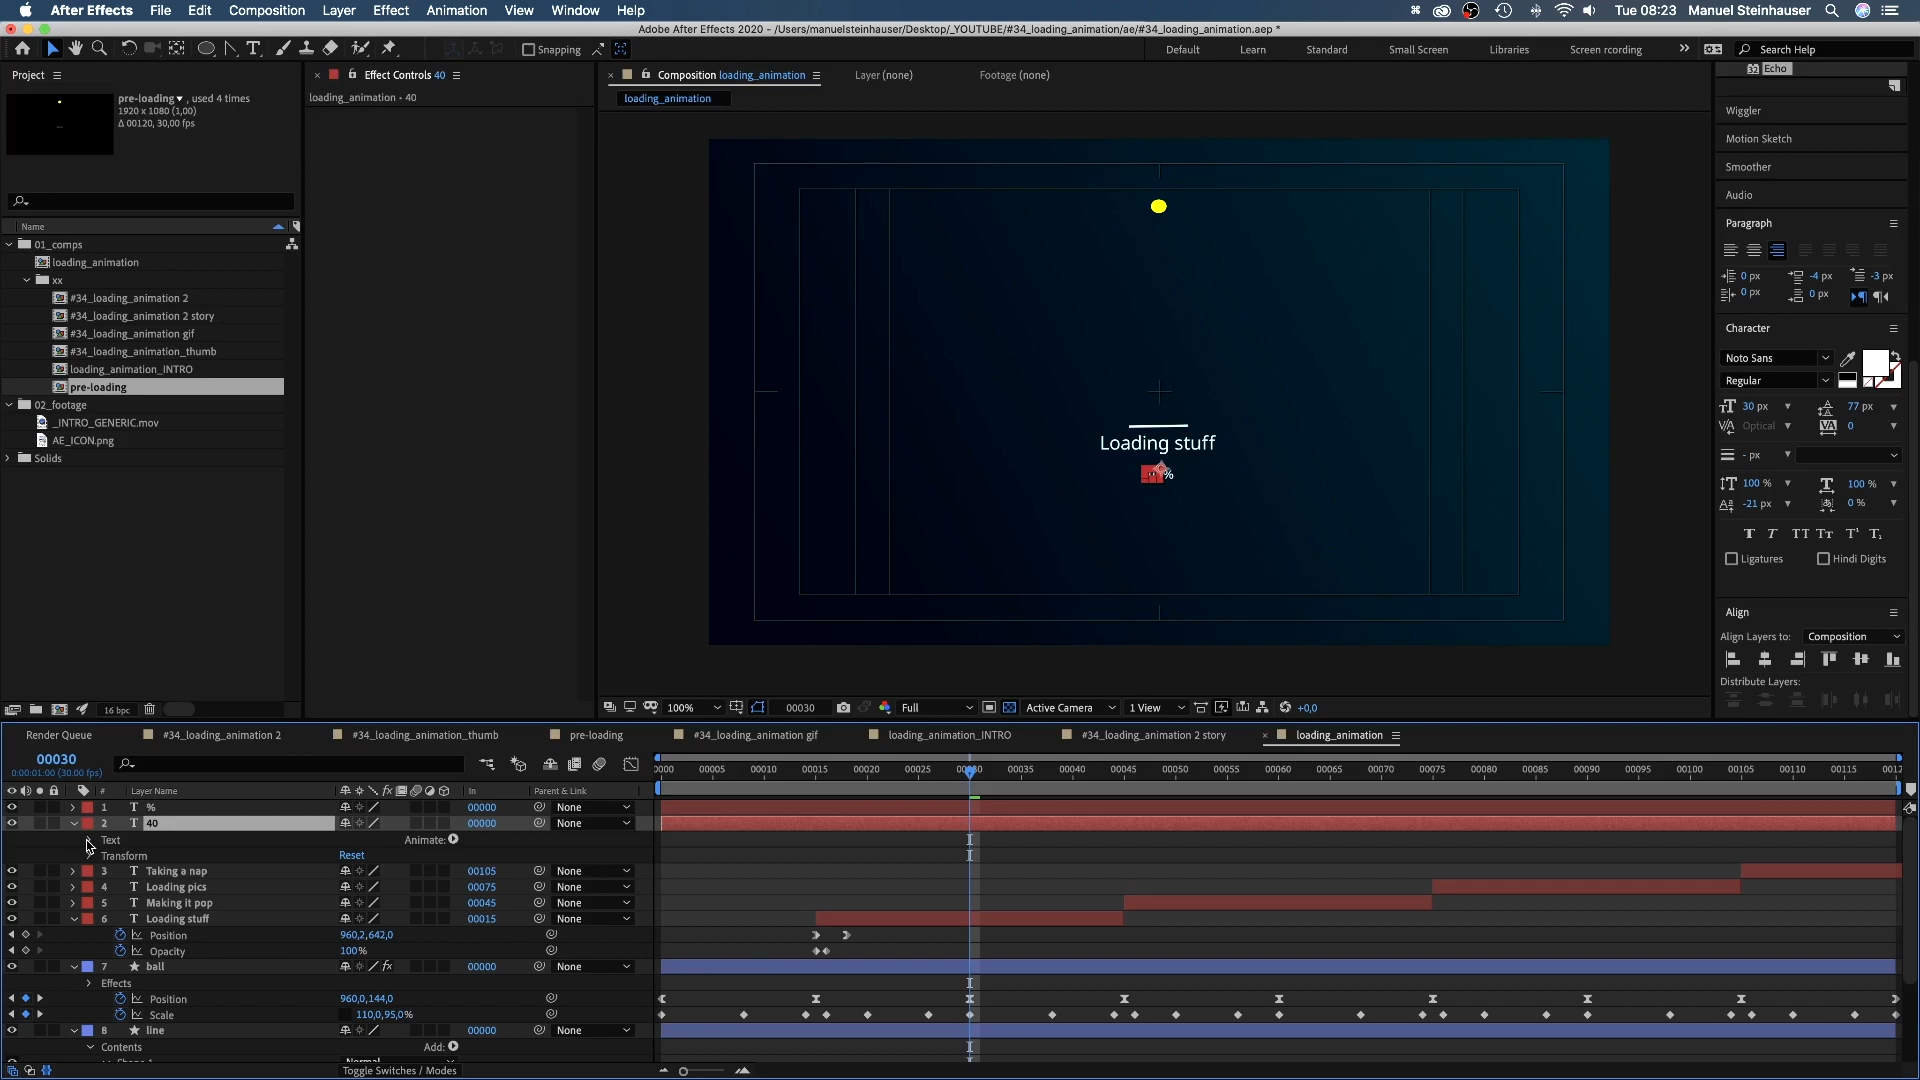 After Effects File Edit Composition Layer Effect Animation View Window Help Tue 08:23 Manuel Steinhauser
Adobe After Effects 2020 - /Users/manuelsteinhauser/Desktop/_YOUTUBE/#34_loading_animation/ae/#34_loading_animation.aep *
Snapping Default Learn Standard Small Screen Libraries Screen rcording Search Help
Project Effect Controls 40 Composition loading_animation Layer (none) Footage (none) 32 Echo
pre-loading , used 4 times loading_animation • 40 loading_animation
1920 x 1080 (1,00)
Δ 00120, 30,00 fps
Wiggler
Motion Sketch
Smoother
Audio
Paragraph
0 px -4 px -3 px
0 px 0 px
Character
Noto Sans
Regular
30 px 77 px
Optical 0
- px
100 % 100 %
-21 px 0 %
T T TT Tt T¹ T₁
Ligatures Hindi Digits
Align
Align Layers to: Composition
Distribute Layers:
Name
01_comps
loading_animation
xx
#34_loading_animation 2
#34_loading_animation 2 story
#34_loading_animation gif
#34_loading_animation_thumb
loading_animation_INTRO
pre-loading
02_footage
_INTRO_GENERIC.mov
AE_ICON.png
Solids
Loading stuff
%
16 bpc 100% 00030 Full Active Camera 1 View +0,0
Render Queue #34_loading_animation 2 #34_loading_animation_thumb pre-loading #34_loading_animation gif loading_animation_INTRO #34_loading_animation 2 story loading_animation
00030
0:00:01:00 (30.00 fps)
0000 00005 00010 00015 00020 00025 00035 00040 00045 00050 00055 00060 00065 00070 00075 00080 00085 00090 00095 00100 00105 00110 00115 0012
# Layer Name fx In Parent & Link
1 T % 00000 None
2 T 40 00000 None
Text Animate:
Transform Reset
3 T Taking a nap 00105 None
4 T Loading pics 00075 None
5 T Making it pop 00045 None
6 T Loading stuff 00015 None
Position 960,2,642,0
Opacity 100%
7 ball fx 00000 None
Effects
Position 960,0,144,0
Scale 110,0,95,0%
8 line 00000 None
Contents Add:
Toggle Switches / Modes